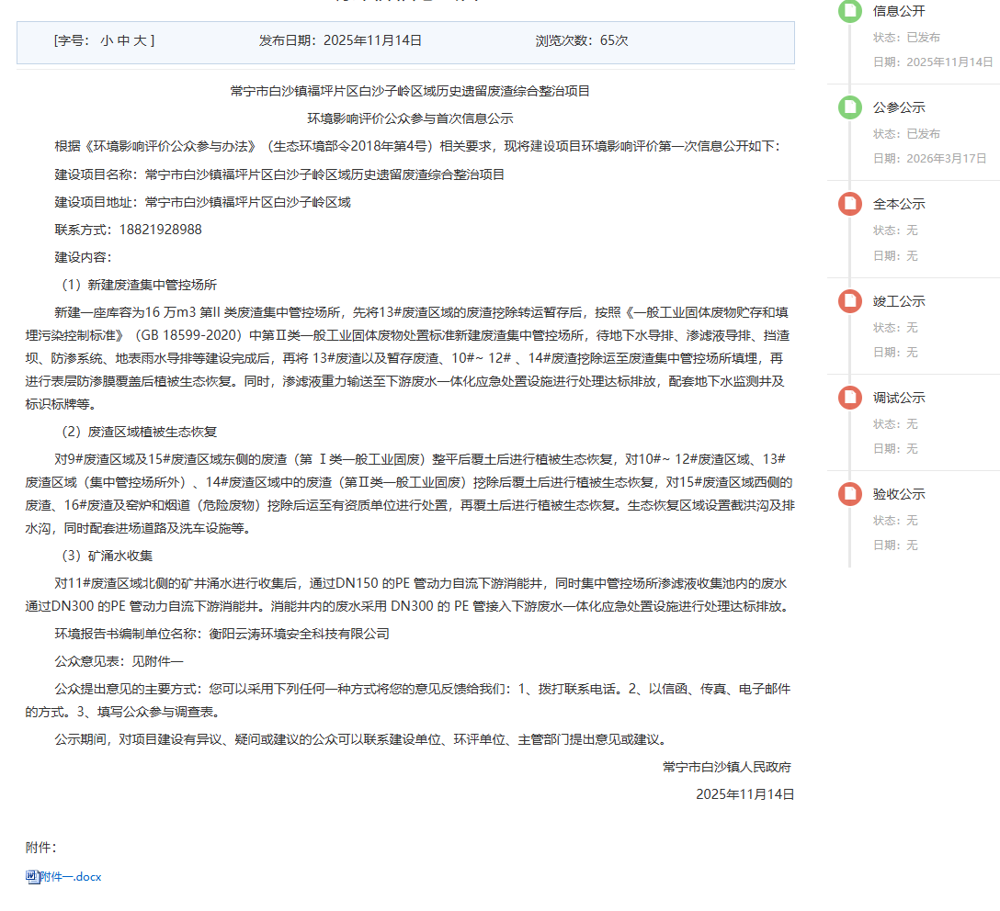 [字号： 小 中 大 ]
发布日期：2025年11月14日
浏览次数：65次
常宁市白沙镇福坪片区白沙子岭区域历史遗留废渣综合整治项目
环境影响评价公众参与首次信息公示
根据《环境影响评价公众参与办法》（生态环境部令2018年第4号）相关要求，现将建设项目环境影响评价第一次信息公开如下：
建设项目名称：常宁市白沙镇福坪片区白沙子岭区域历史遗留废渣综合整治项目
建设项目地址：常宁市白沙镇福坪片区白沙子岭区域
联系方式：18821928988
建设内容：
（1）新建废渣集中管控场所
新建一座库容为16 万m3 第II 类废渣集中管控场所，先将13#废渣区域的废渣挖除转运暂存后，按照《一般工业固体废物贮存和填
埋污染控制标准》（GB 18599-2020）中第Ⅱ类一般工业固体废物处置标准新建废渣集中管控场所，待地下水导排、渗滤液导排、挡渣
坝、防渗系统、地表雨水导排等建设完成后，再将 13#废渣以及暂存废渣、10#~ 12# 、14#废渣挖除运至废渣集中管控场所填埋，再
进行表层防渗膜覆盖后植被生态恢复。同时，渗滤液重力输送至下游废水一体化应急处置设施进行处理达标排放，配套地下水监测井及
标识标牌等。
（2）废渣区域植被生态恢复
对9#废渣区域及15#废渣区域东侧的废渣（第 Ⅰ类一般工业固废）整平后覆土后进行植被生态恢复，对10#~ 12#废渣区域、13#
废渣区域（集中管控场所外）、14#废渣区域中的废渣（第Ⅱ类一般工业固废）挖除后覆土后进行植被生态恢复，对15#废渣区域西侧的
废渣、16#废渣及窑炉和烟道（危险废物）挖除后运至有资质单位进行处置，再覆土后进行植被生态恢复。生态恢复区域设置截洪沟及排
水沟，同时配套进场道路及洗车设施等。
（3）矿涌水收集
对11#废渣区域北侧的矿井涌水进行收集后，通过DN150 的PE 管动力自流下游消能井，同时集中管控场所渗滤液收集池内的废水
通过DN300 的PE 管动力自流下游消能井。消能井内的废水采用 DN300 的 PE 管接入下游废水一体化应急处置设施进行处理达标排放。
环境报告书编制单位名称：衡阳云涛环境安全科技有限公司
公众意见表：见附件一
公众提出意见的主要方式：您可以采用下列任何一种方式将您的意见反馈给我们：1、拨打联系电话。2、以信函、传真、电子邮件
的方式。3、填写公众参与调查表。
公示期间，对项目建设有异议、疑问或建议的公众可以联系建设单位、环评单位、主管部门提出意见或建议。
常宁市白沙镇人民政府
2025年11月14日
附件：
附件一.docx
信息公开
状态：已发布
日期：2025年11月14日
公参公示
状态：已发布
日期：2026年3月17日
全本公示
状态：无
日期：无
竣工公示
状态：无
日期：无
调试公示
状态：无
日期：无
验收公示
状态：无
日期：无